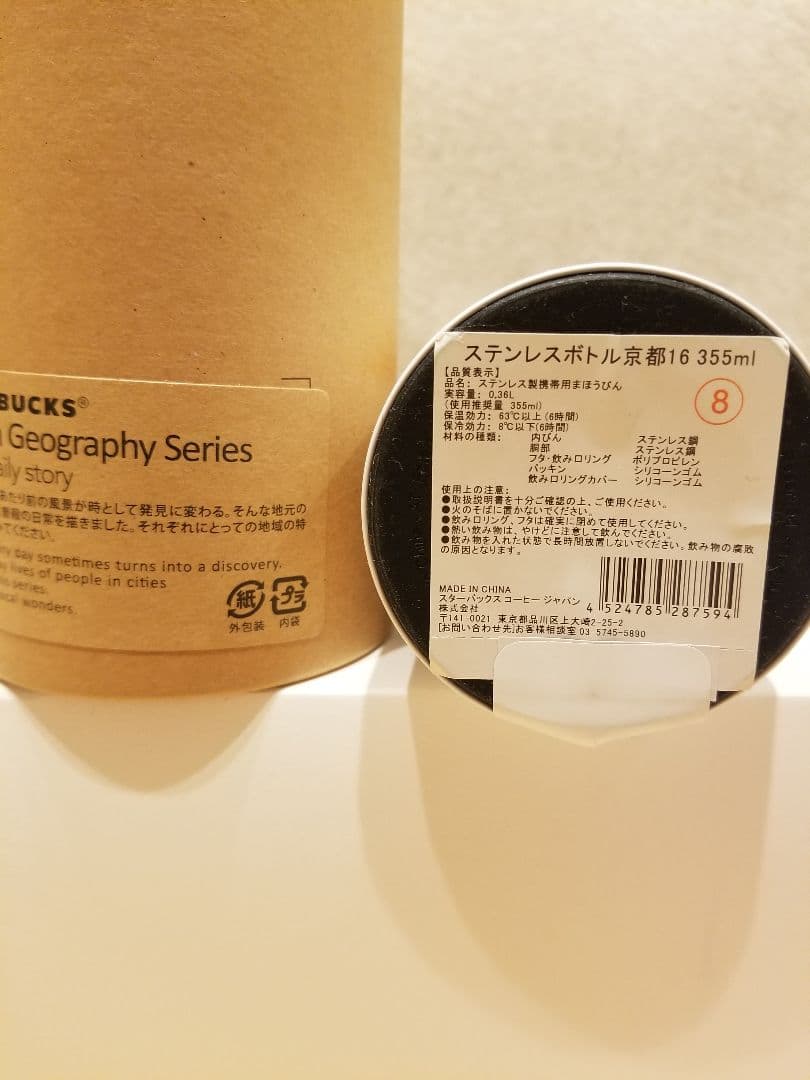 BUCKS®
Geography Series
story
あたり前の風景が時として発見に変わる。そんな地元の
の日常を描きました。それぞれにとっての地域の特
てください。
day sometimes turns into a discovery.
lives of people in cities
series.
wonders.
紙
プラ
外包装
内袋
ステンレスボトル京都16 355ml
【品質表示】
品名: ステンレス製携帯用まほうびん
実容量: 0,36L
(使用推奨量 355ml)
保温効力: 63℃以上(6時間)
保冷効力: 8℃以下(6時間)
材料の種類: 内びん ステンレス鋼
胴部 ステンレス鋼
フタ・飲み口リング ポリプロピレン
パッキン シリコーンゴム
飲み口リングカバー シリコーンゴム
8
使用上の注意:
●取扱説明書を十分ご確認の上、ご使用ください。
●火のそばに置かないでください。
●飲み口リング、フタは確実に閉めて使用してください。
●熱い飲み物は、やけどに注意して飲んでください。
●飲み物を入れた状態で長時間放置しないでください。飲み物の腐敗
の原因となります。
MADE IN CHINA
スターバックス コーヒー ジャパン
株式会社
〒141-0021 東京都品川区上大崎2-25-2
[お問い合わせ先]お客様相談室 03 5745-5890
4 524785 287594